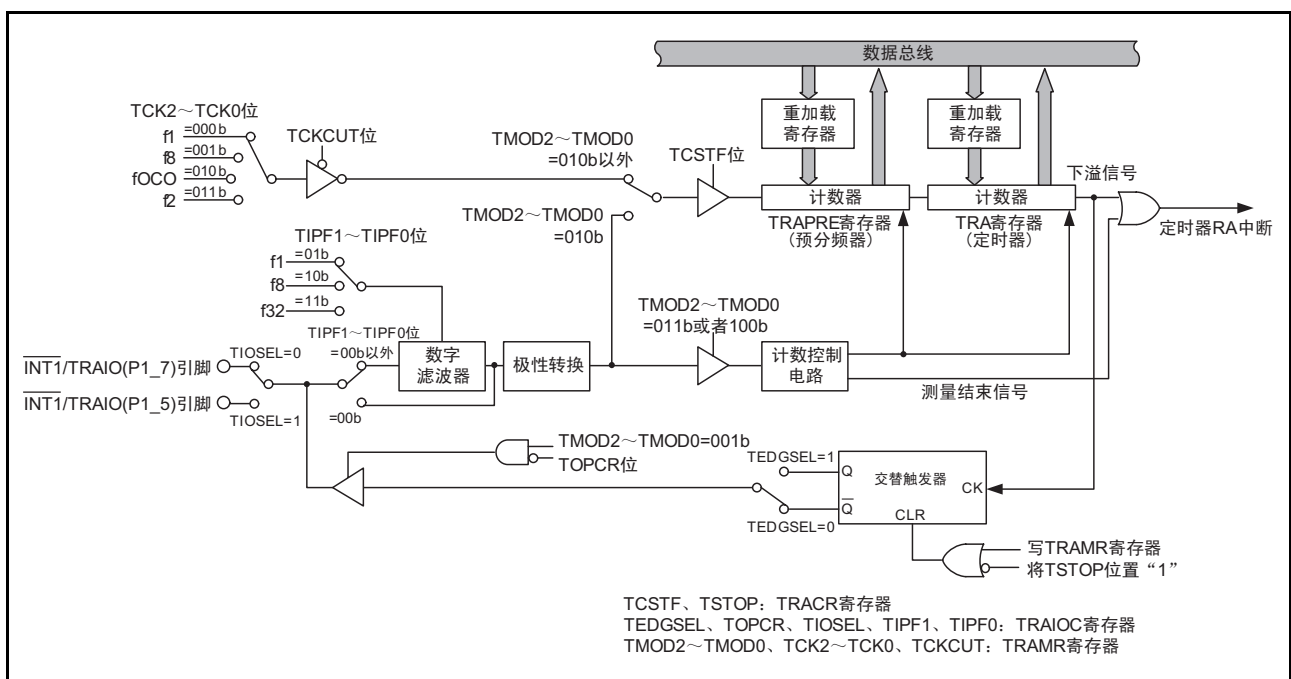 数据总线
重加载
寄存器
重加载
寄存器
TCK2～TCK0位
f1 =000b
f8 =001b
fOCO =010b
f2 =011b
TCKCUT位
TMOD2～TMOD0
=010b以外
TCSTF位
下溢信号
计数器
计数器
TRAPRE寄存器
（预分频器）
TRA寄存器
（定时器）
定时器RA中断
TMOD2～TMOD0
=010b
TIPF1～TIPF0位
f1 =01b
f8 =10b
f32 =11b
TMOD2～TMOD0
=011b或者100b
TIPF1～TIPF0位
=00b以外
TIOSEL=0
INT1/TRAIO(P1_7)引脚
数字
滤波器
极性转换
计数控制
电路
测量结束信号
INT1/TRAIO(P1_5)引脚
TIOSEL=1
=00b
TMOD2～TMOD0=001b
TOPCR位
TEDGSEL=1
Q
交替触发器
CK
Q
CLR
TEDGSEL=0
写TRAMR寄存器
将TSTOP位置“1”
TCSTF、TSTOP：TRACR寄存器
TEDGSEL、TOPCR、TIOSEL、TIPF1、TIPF0：TRAIOC寄存器
TMOD2～TMOD0、TCK2～TCK0、TCKCUT：TRAMR寄存器